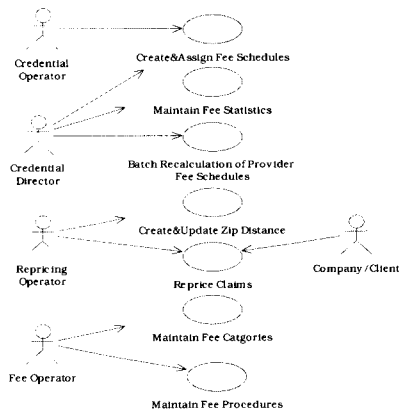 Credential
Operator
Create&Assign Fee Schedules
Maintain Fee Statistics
Credential
Director
Batch Recalculation of Provider
Fee Schedules
Create&Update Zip Distance
Repricing
Operator
Reprice Claims
Company/Client
Maintain Fee Catgories
Fee Operator
Maintain Fee Procedures